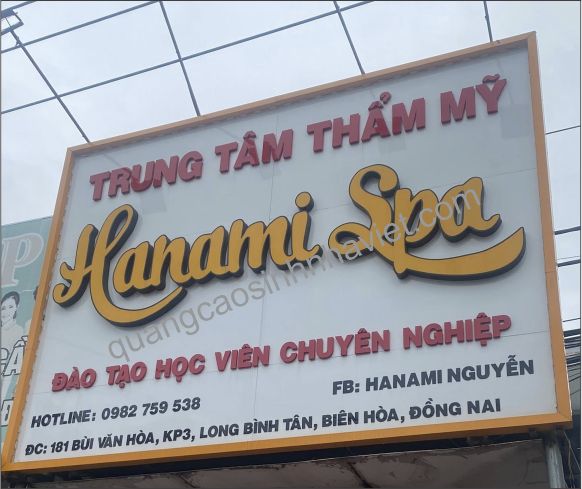 TRUNG TÂM THẨM MỸ
Hanami Spa
quangcaosinhnhaviet.com
ĐÀO TẠO HỌC VIÊN CHUYÊN NGHIỆP
FB: HANAMI NGUYỄN
HOTLINE: 0982 759 538
ĐC: 181 BÙI VĂN HÒA, KP3, LONG BÌNH TÂN, BIÊN HÒA, ĐỒNG NAI